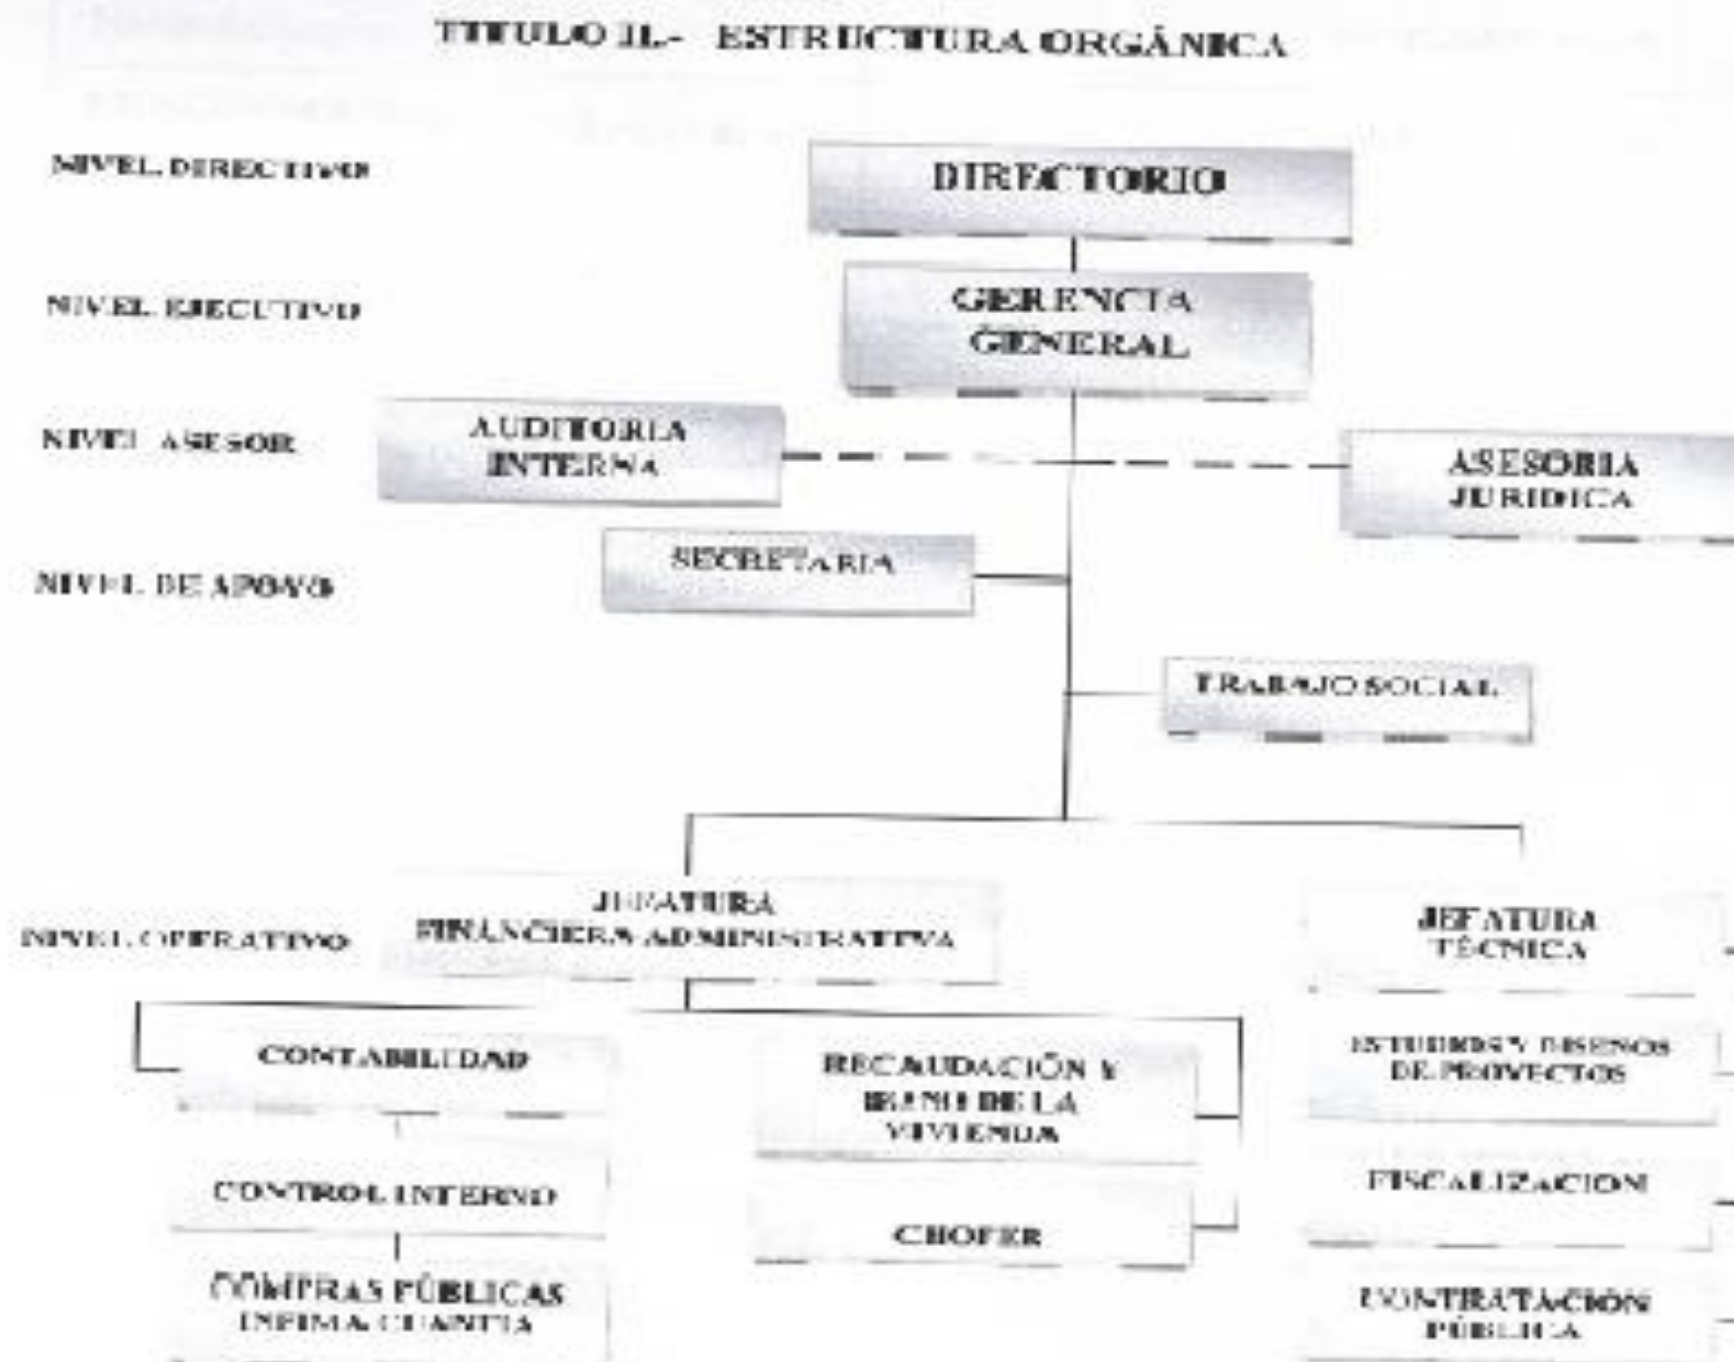 TITULO II.- ESTRUCTURA ORGÁNICA
NIVEL DIRECTIVO
DIRECTORIO
NIVEL EJECUTIVO
GERENCIA
GENERAL
NIVEL ASESOR
AUDITORIA
INTERNA
ASESORIA
JURIDICA
NIVEL DE APOYO
SECRETARIA
TRABAJO SOCIAL
NIVEL OPERATIVO
JEFATURA
FINANCIERA ADMINISTRATIVA
JEFATURA
TÉCNICA
CONTABILIDAD
RECAUDACIÓN Y
DE LA
VIVIENDA
ESTUDIOS Y DISEÑOS
DE PROYECTOS
CONTROL INTERNO
CHOFER
FISCALIZACION
COMPRAS PÚBLICAS
INFIMA CUANTIA
CONTRATACIÓN
PÚBLICA